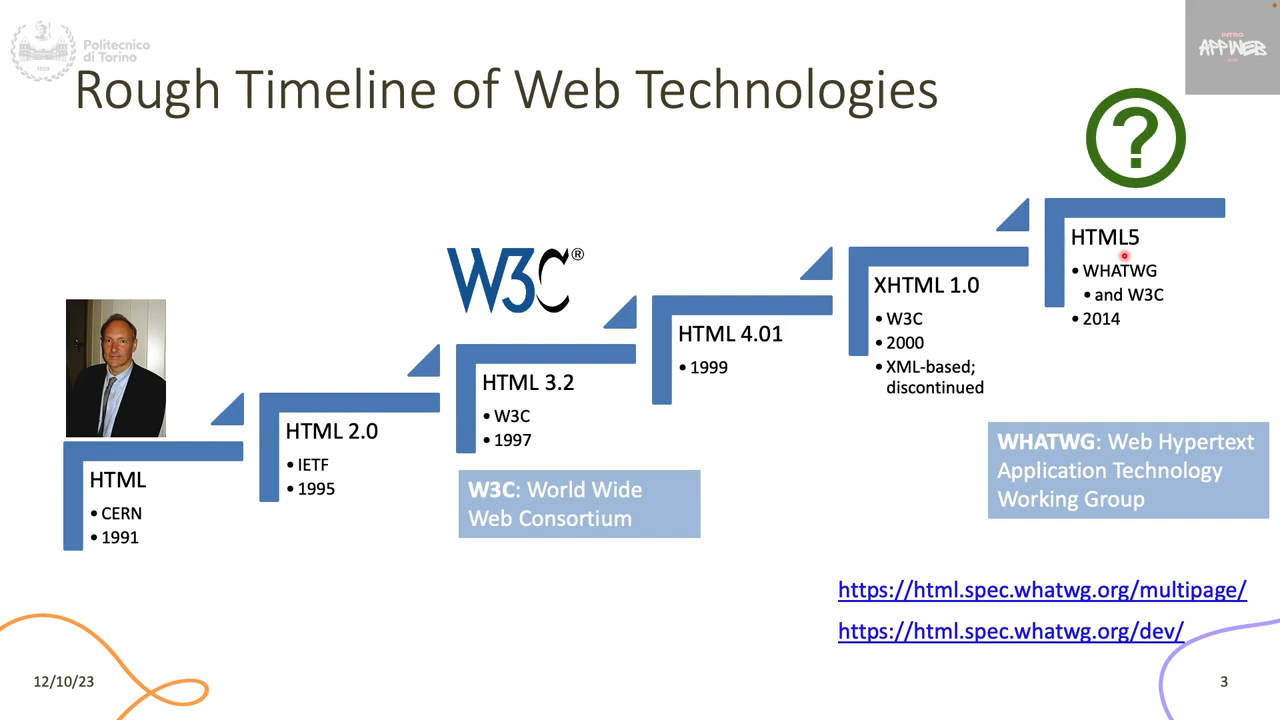 Politecnico
di Torino
1859
INTRO
APPWEB
Rough Timeline of Web Technologies
?
HTML
• CERN
• 1991
HTML 2.0
• IETF
• 1995
W3C®
HTML 3.2
• W3C
• 1997
W3C: World Wide
Web Consortium
HTML 4.01
• 1999
XHTML 1.0
• W3C
• 2000
• XML-based;
discontinued
HTML5
• WHATWG
• and W3C
• 2014
WHATWG: Web Hypertext
Application Technology
Working Group
https://html.spec.whatwg.org/multipage/
https://html.spec.whatwg.org/dev/
12/10/23
3